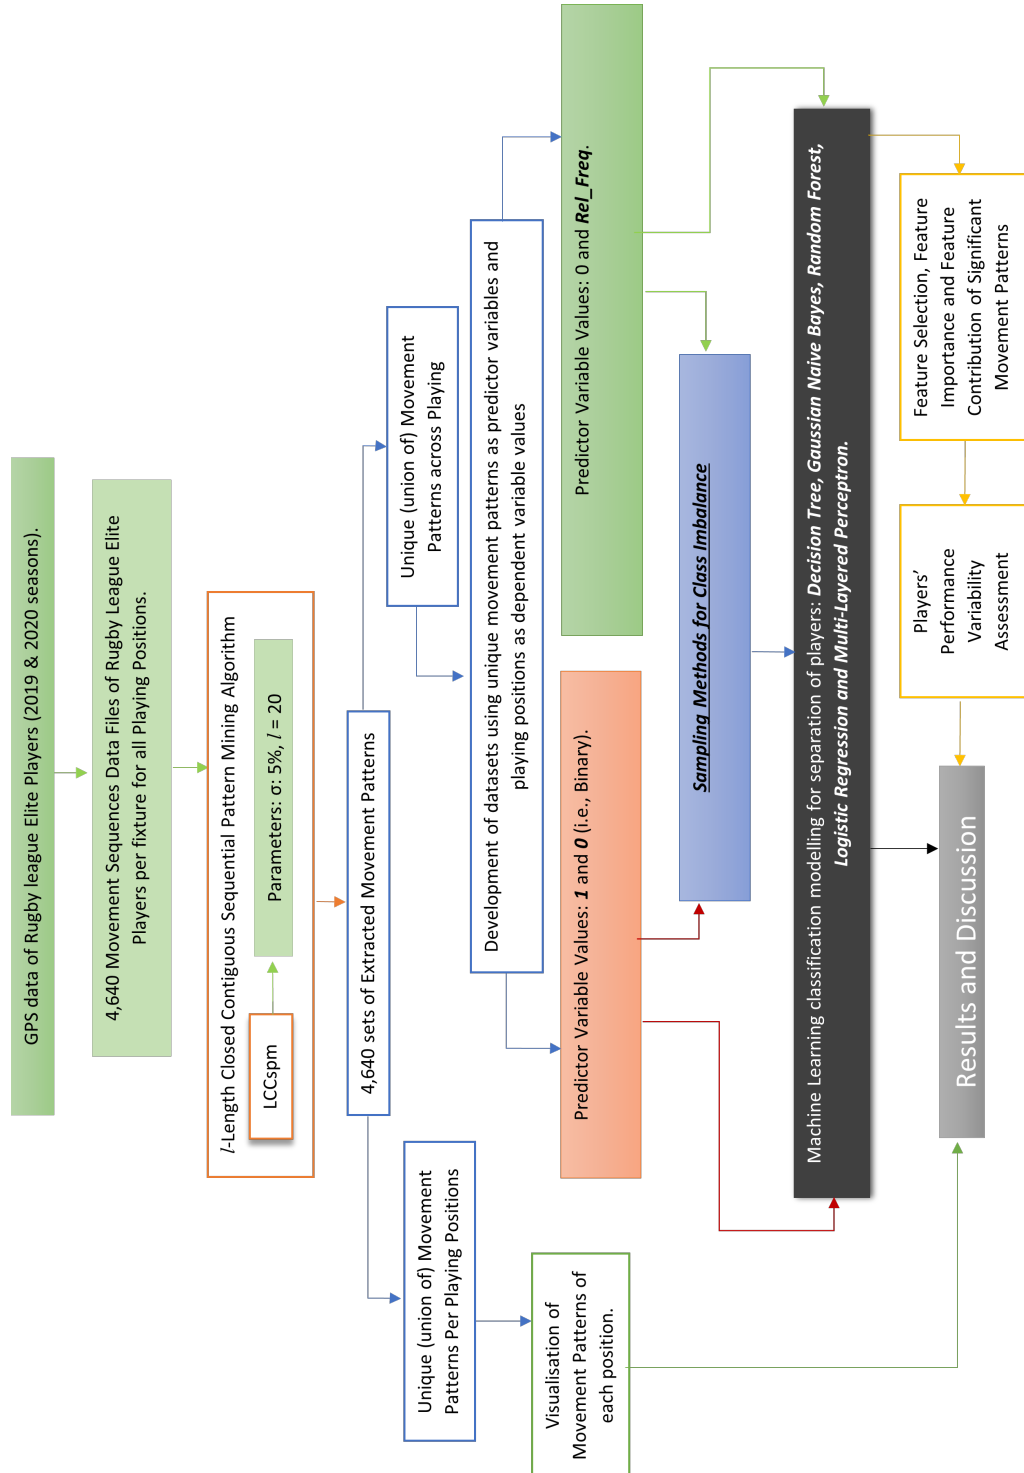 GPS data of Rugby league Elite Players (2019 & 2020 seasons).
4,640 Movement Sequences Data Files of Rugby League Elite
Players per fixture for all Playing Positions.
l-Length Closed Contiguous Sequential Pattern Mining Algorithm
LCCspm
Parameters: σ: 5%, l = 20
4,640 sets of Extracted Movement Patterns
Unique (union of) Movement
Patterns Per Playing Positions
Unique (union of) Movement
Patterns across Playing
Development of datasets using unique movement patterns as predictor variables and
playing positions as dependent variable values
Visualisation of
Movement Patterns of
each position.
Predictor Variable Values: 1 and 0 (i.e., Binary).
Predictor Variable Values: 0 and Rel_Freq.
Sampling Methods for Class Imbalance
Machine Learning classification modelling for separation of players: Decision Tree, Gaussian Naive Bayes, Random Forest,
Logistic Regression and Multi-Layered Perceptron.
Feature Selection, Feature
Importance and Feature
Contribution of Significant
Movement Patterns
Players'
Performance
Variability
Assessment
Results and Discussion